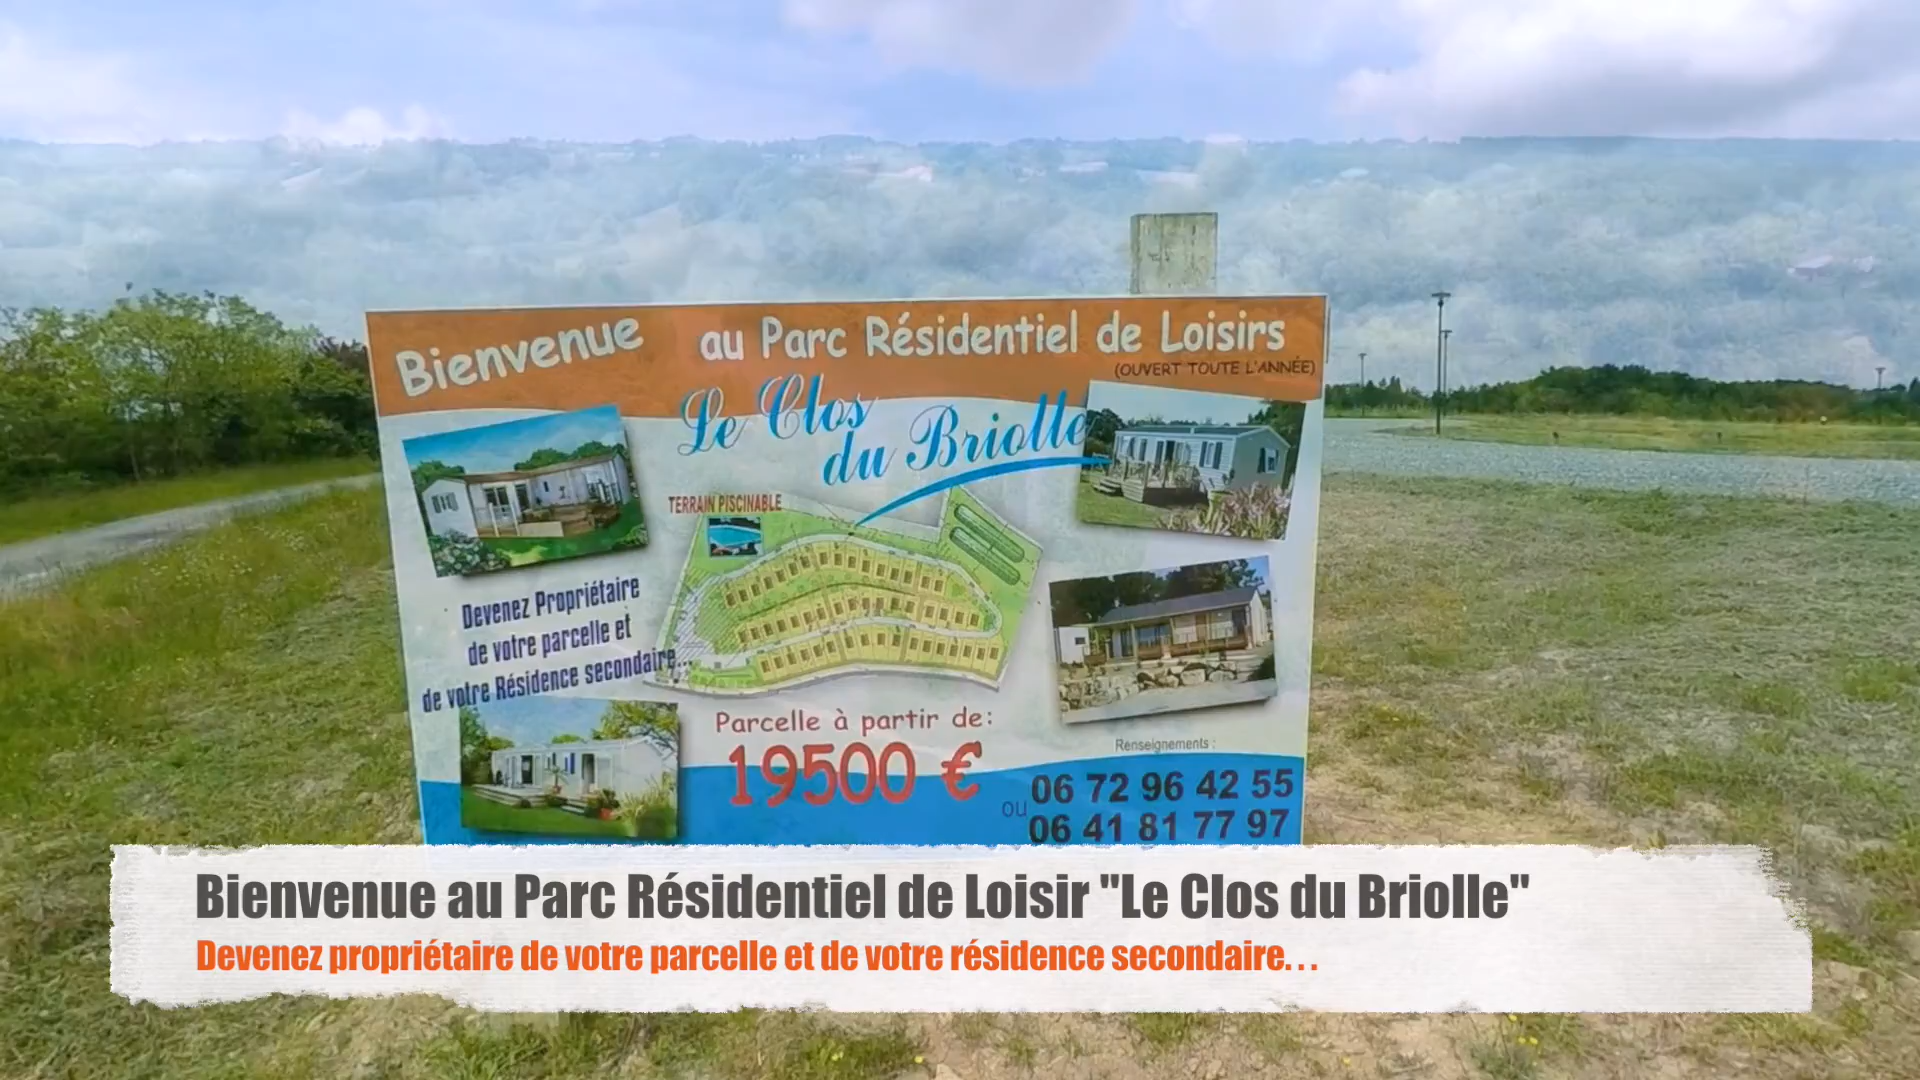 Bienvenue au Parc Résidentiel de Loisirs
(OUVERT TOUTE L'ANNÉE)
Le Clos
du Briolle
TERRAIN PISCINABLE
Devenez Propriétaire
de votre parcelle et
de votre Résidence secondaire...
Parcelle à partir de:
19500 €
Renseignements :
06 72 96 42 55
ou
06 41 81 77 97
Bienvenue au Parc Résidentiel de Loisir "Le Clos du Briolle"
Devenez propriétaire de votre parcelle et de votre résidence secondaire...